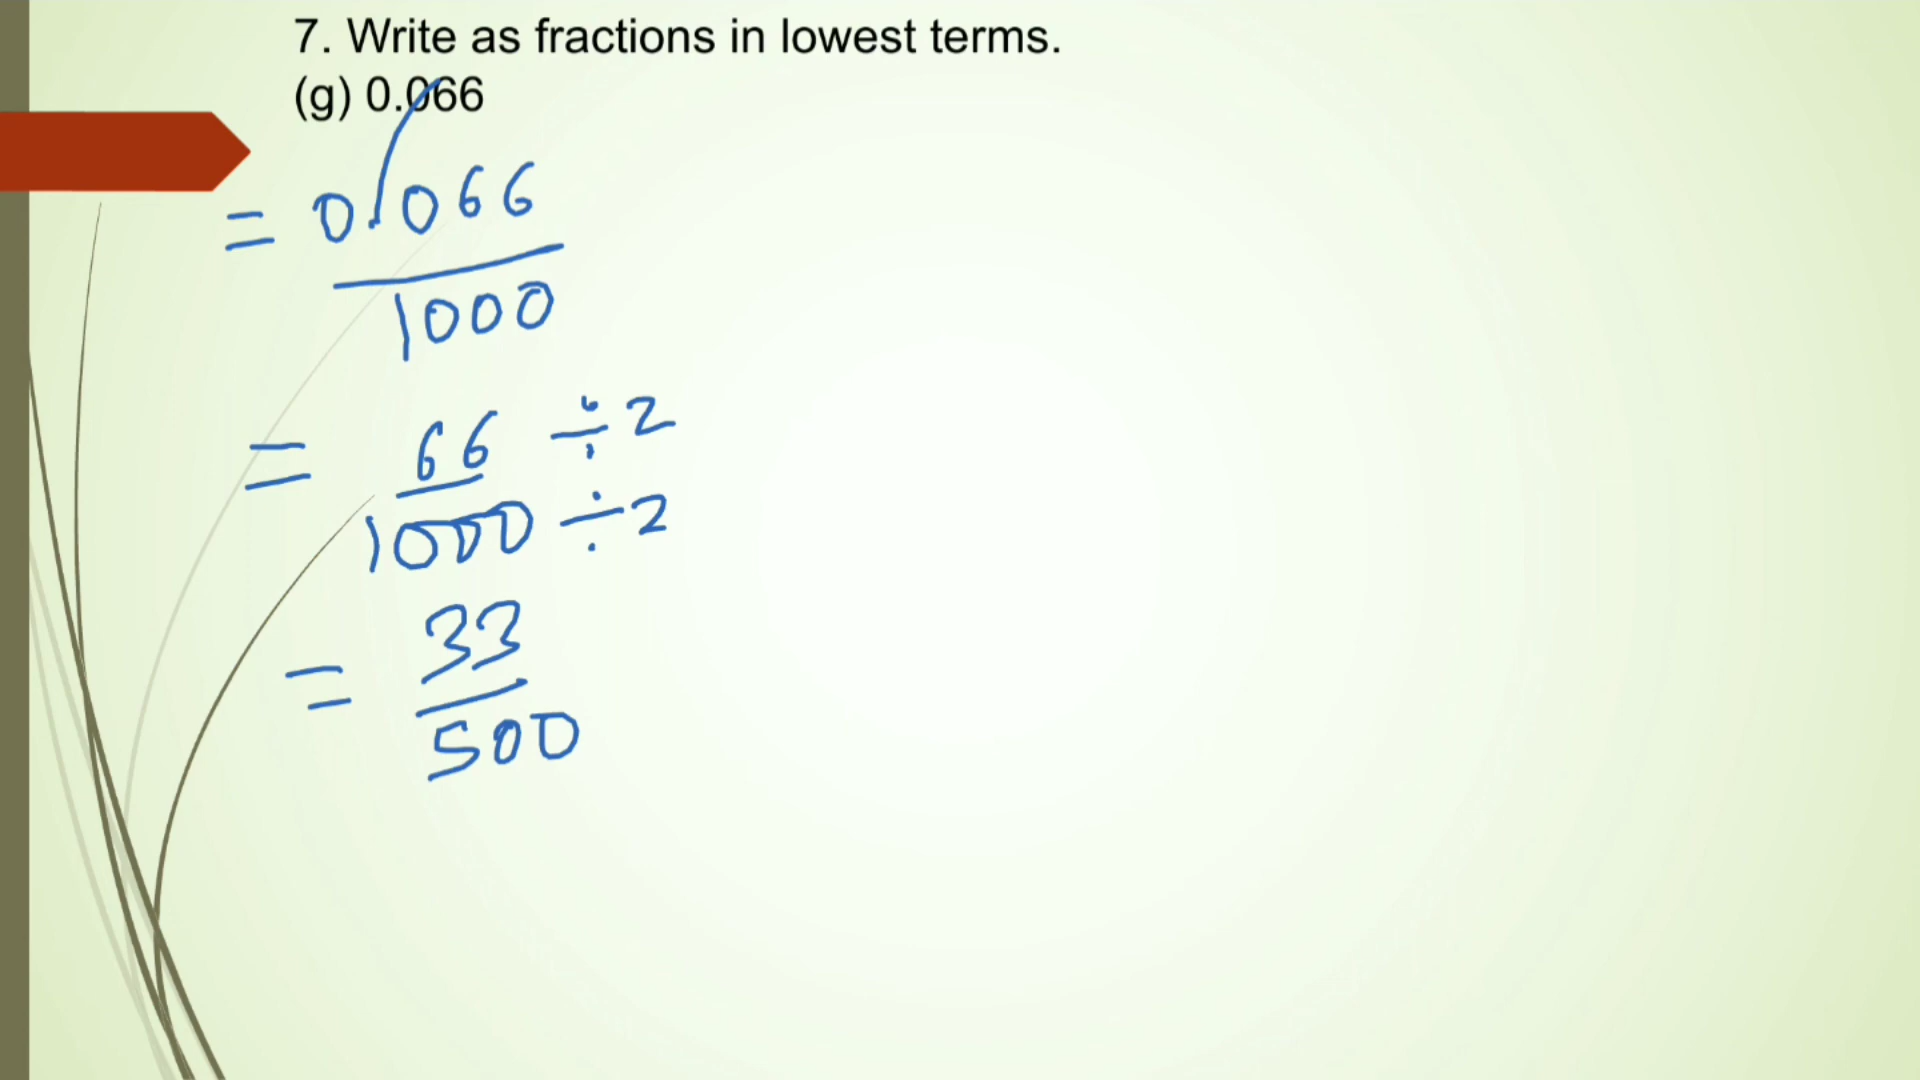 7. Write as fractions in lowest terms.
(g) 0.066
= 0.066
1000
= 66 ÷ 2
1000 ÷ 2
= 33
500